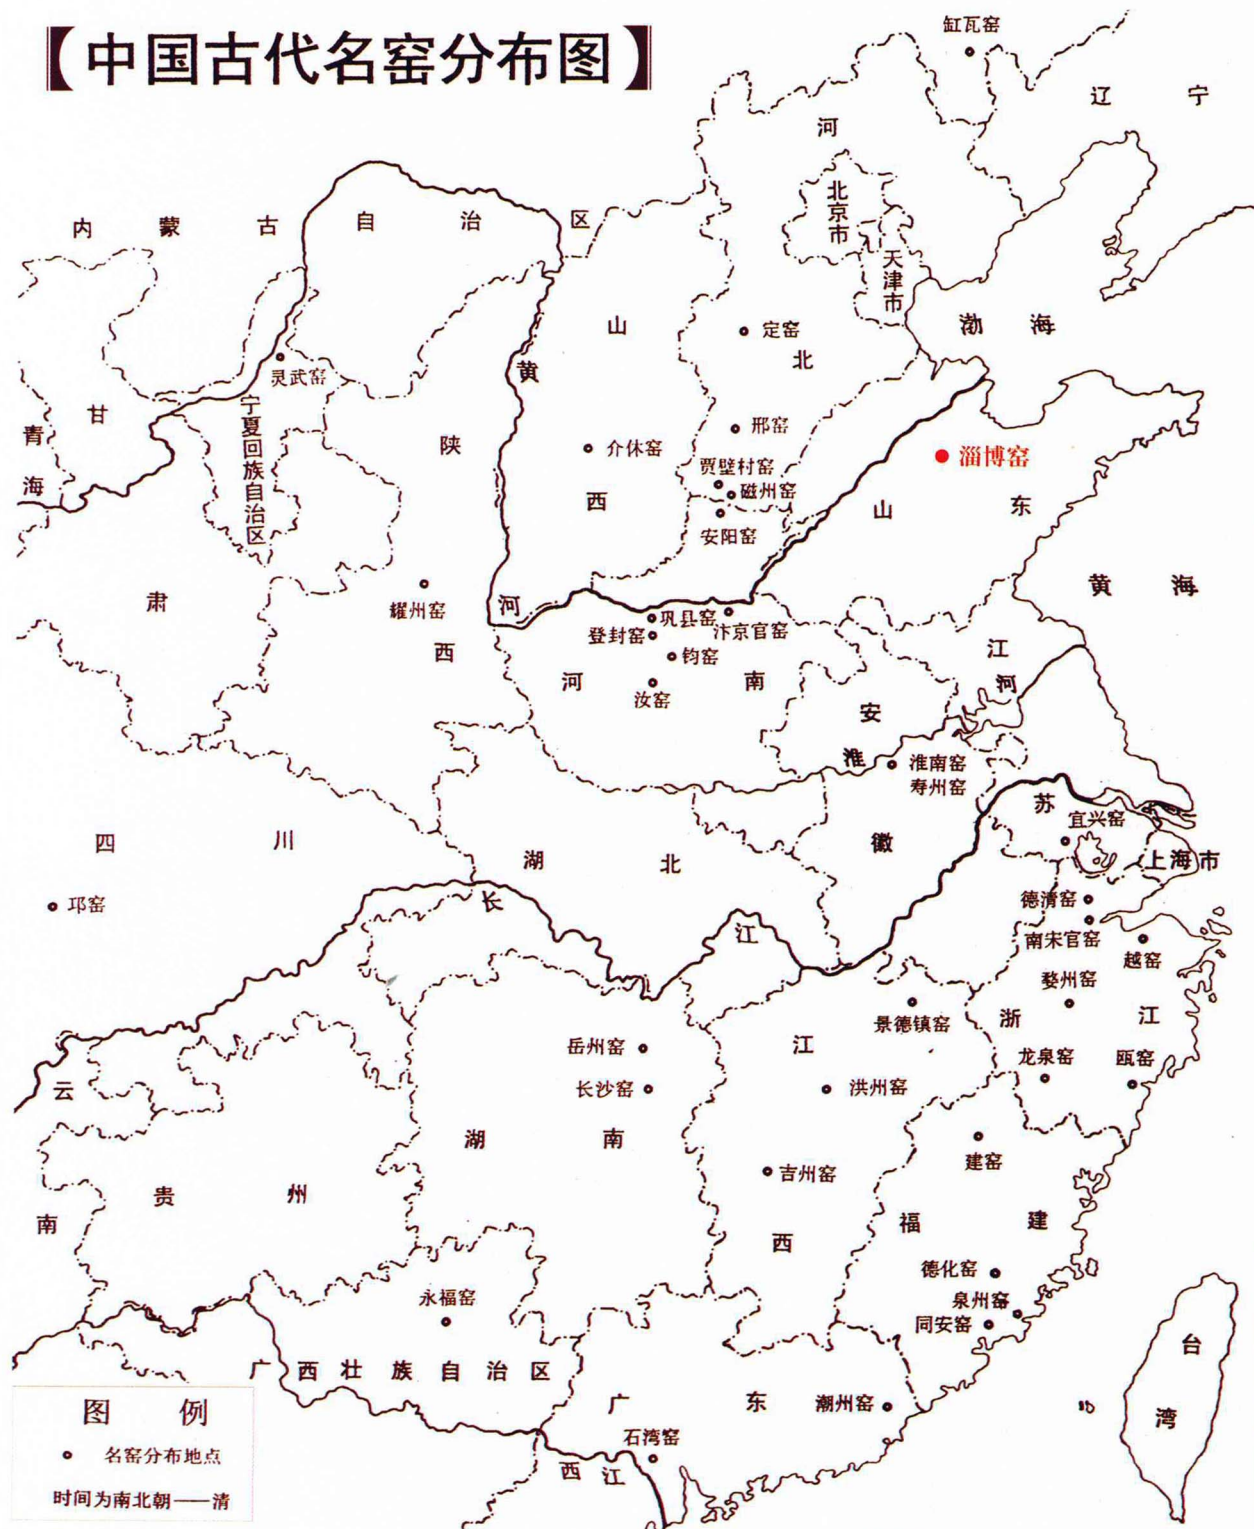 【中国古代名窑分布图】
缸瓦窑
辽宁
河
北京市
天津市
内蒙古自治区
渤海
山
定窑
北
黄
灵武窑
甘
青海
宁夏回族自治区
陕
介休窑
邢窑
贾壁村窑
磁州窑
淄博窑
西
安阳窑
山东
黄海
肃
耀州窑
河
巩县窑
登封窑
汴京官窑
钧窑
西
河南
汝窑
江
河
安
淮
淮南窑
寿州窑
苏
宜兴窑
四川
湖北
徽
上海市
邛窑
长
江
德清窑
南宋官窑
越窑
婺州窑
景德镇窑
浙江
岳州窑
江
龙泉窑
瓯窑
云
长沙窑
洪州窑
湖南
建窑
吉州窑
贵州
南
西
福建
德化窑
永福窑
泉州窑
同安窑
台湾
广西壮族自治区
广东
潮州窑
石湾窑
西江
图例
名窑分布地点
时间为南北朝——清